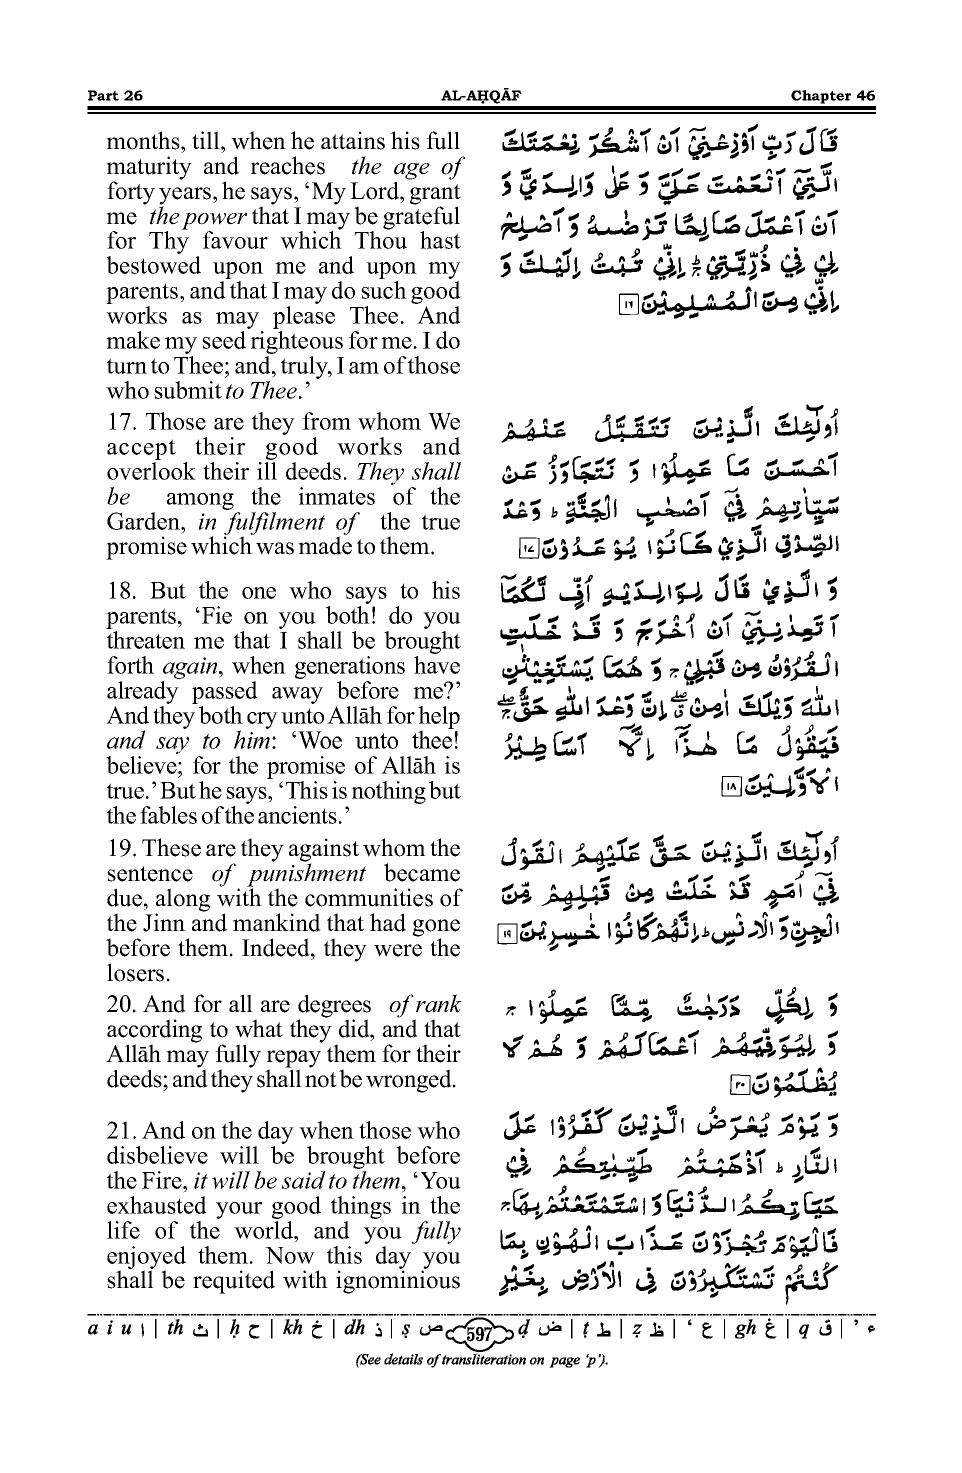 Part 26 AL-AḤQĀF Chapter 46
months, till, when he attains his full
maturity and reaches the age of
forty years, he says, ‘My Lord, grant
me the power that I may be grateful
for Thy favour which Thou hast
bestowed upon me and upon my
parents, and that I may do such good
works as may please Thee. And
make my seed righteous for me. I do
turn to Thee; and, truly, I am of those
who submit to Thee.’
17. Those are they from whom We
accept their good works and
overlook their ill deeds. They shall
be among the inmates of the
Garden, in fulfilment of the true
promise which was made to them.
18. But the one who says to his
parents, ‘Fie on you both! do you
threaten me that I shall be brought
forth again, when generations have
already passed away before me?’
And they both cry unto Allāh for help
and say to him: ‘Woe unto thee!
believe; for the promise of Allāh is
true.’ But he says, ‘This is nothing but
the fables of the ancients.’
19. These are they against whom the
sentence of punishment became
due, along with the communities of
the Jinn and mankind that had gone
before them. Indeed, they were the
losers.
20. And for all are degrees of rank
according to what they did, and that
Allāh may fully repay them for their
deeds; and they shall not be wronged.
21. And on the day when those who
disbelieve will be brought before
the Fire, it will be said to them, ‘You
exhausted your good things in the
life of the world, and you fully
enjoyed them. Now this day you
shall be requited with ignominious
قَالَ رَبِّ اَوْزِعْنِيْٓ اَنْ اَشْكُرَ نِعْمَتَكَ
الَّتِيْٓ اَنْعَمْتَ عَلَيَّ وَ عَلٰى وَالِدَيَّ وَ
اَنْ اَعْمَلَ صَالِحًا تَرْضٰىهُ وَ اَصْلِحْ
لِيْ فِيْ ذُرِّيَّتِيْ ۚؕ اِنِّيْ تُبْتُ اِلَيْكَ وَ
اِنِّيْ مِنَ الْمُسْلِمِيْنَ ۱۶
اُولٰٓئِكَ الَّذِيْنَ نَتَقَبَّلُ عَنْهُمْ
اَحْسَنَ مَا عَمِلُوْا وَ نَتَجَاوَزُ عَنْ
سَيِّاٰتِهِمْ فِيْٓ اَصْحٰبِ الْجَنَّةِ ؕ وَعْدَ
الصِّدْقِ الَّذِيْ كَانُوْا يُوْعَدُوْنَ ۱۷
وَ الَّذِيْ قَالَ لِوَالِدَيْهِ اُفٍّ لَّكُمَآ
اَتَعِدٰنِنِيْٓ اَنْ اُخْرَجَ وَ قَدْ خَلَتِ
الْقُرُوْنُ مِنْ قَبْلِيْ ۚ وَ هُمَا يَسْتَغِيْثٰنِ
اللّٰهَ وَيْلَكَ اٰمِنْ ۖۗ اِنَّ وَعْدَ اللّٰهِ حَقٌّ ۖۚ
فَيَقُوْلُ مَا هٰذَآ اِلَّآ اَسَاطِيْرُ
الْاَوَّلِيْنَ ۱۸
اُولٰٓئِكَ الَّذِيْنَ حَقَّ عَلَيْهِمُ الْقَوْلُ
فِيْٓ اُمَمٍ قَدْ خَلَتْ مِنْ قَبْلِهِمْ مِّنَ
الْجِنِّ وَ الْاِنْسِ ؕ اِنَّهُمْ كَانُوْا خٰسِرِيْنَ ۱۹
وَ لِكُلٍّ دَرَجٰتٌ مِّمَّا عَمِلُوْا ۚ
وَ لِيُوَفِّيَهُمْ اَعْمَالَهُمْ وَ هُمْ لَا
يُظْلَمُوْنَ ۲۰
وَ يَوْمَ يُعْرَضُ الَّذِيْنَ كَفَرُوْا عَلَى
النَّارِ ؕ اَذْهَبْتُمْ طَيِّبٰتِكُمْ فِيْ
حَيَاتِكُمُ الدُّنْيَا وَ اسْتَمْتَعْتُمْ بِهَا ۚ
فَالْيَوْمَ تُجْزَوْنَ عَذَابَ الْهُوْنِ بِمَا
كُنْتُمْ تَسْتَكْبِرُوْنَ فِى الْاَرْضِ بِغَيْرِ
a i u ا | th ث | ḥ ح | kh خ | dh ذ | ṣ ص 597 ḍ ض | ṭ ط | ẓ ظ | ‘ ع | gh غ | q ق | ’ ء
(See details of transliteration on page ‘p’).